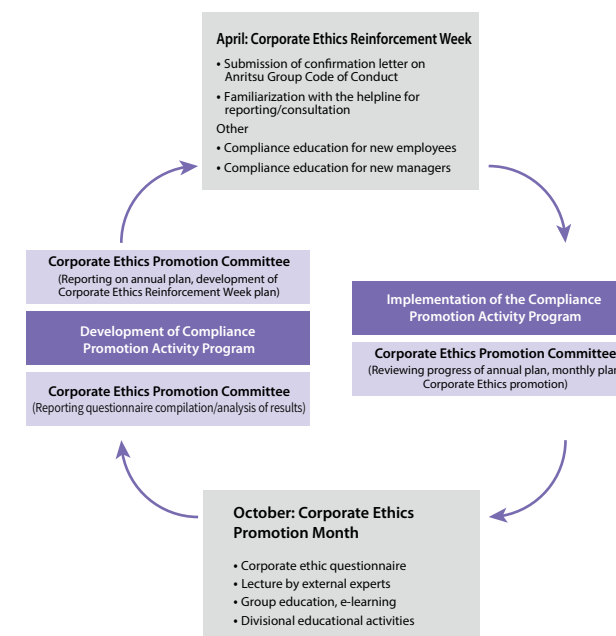 April: Corporate Ethics Reinforcement Week
• Submission of confirmation letter on
Anritsu Group Code of Conduct
• Familiarization with the helpline for
reporting/consultation
Other
• Compliance education for new employees
• Compliance education for new managers
Corporate Ethics Promotion Committee
(Reporting on annual plan, development of
Corporate Ethics Reinforcement Week plan)
Development of Compliance
Promotion Activity Program
Corporate Ethics Promotion Committee
(Reporting questionnaire compilation/analysis of results)
Implementation of the Compliance
Promotion Activity Program
Corporate Ethics Promotion Committee
(Reviewing progress of annual plan, monthly
Corporate Ethics promotion)
October: Corporate Ethics
Promotion Month
• Corporate ethic questionnaire
• Lecture by external experts
• Group education, e-learning
• Divisional educational activities